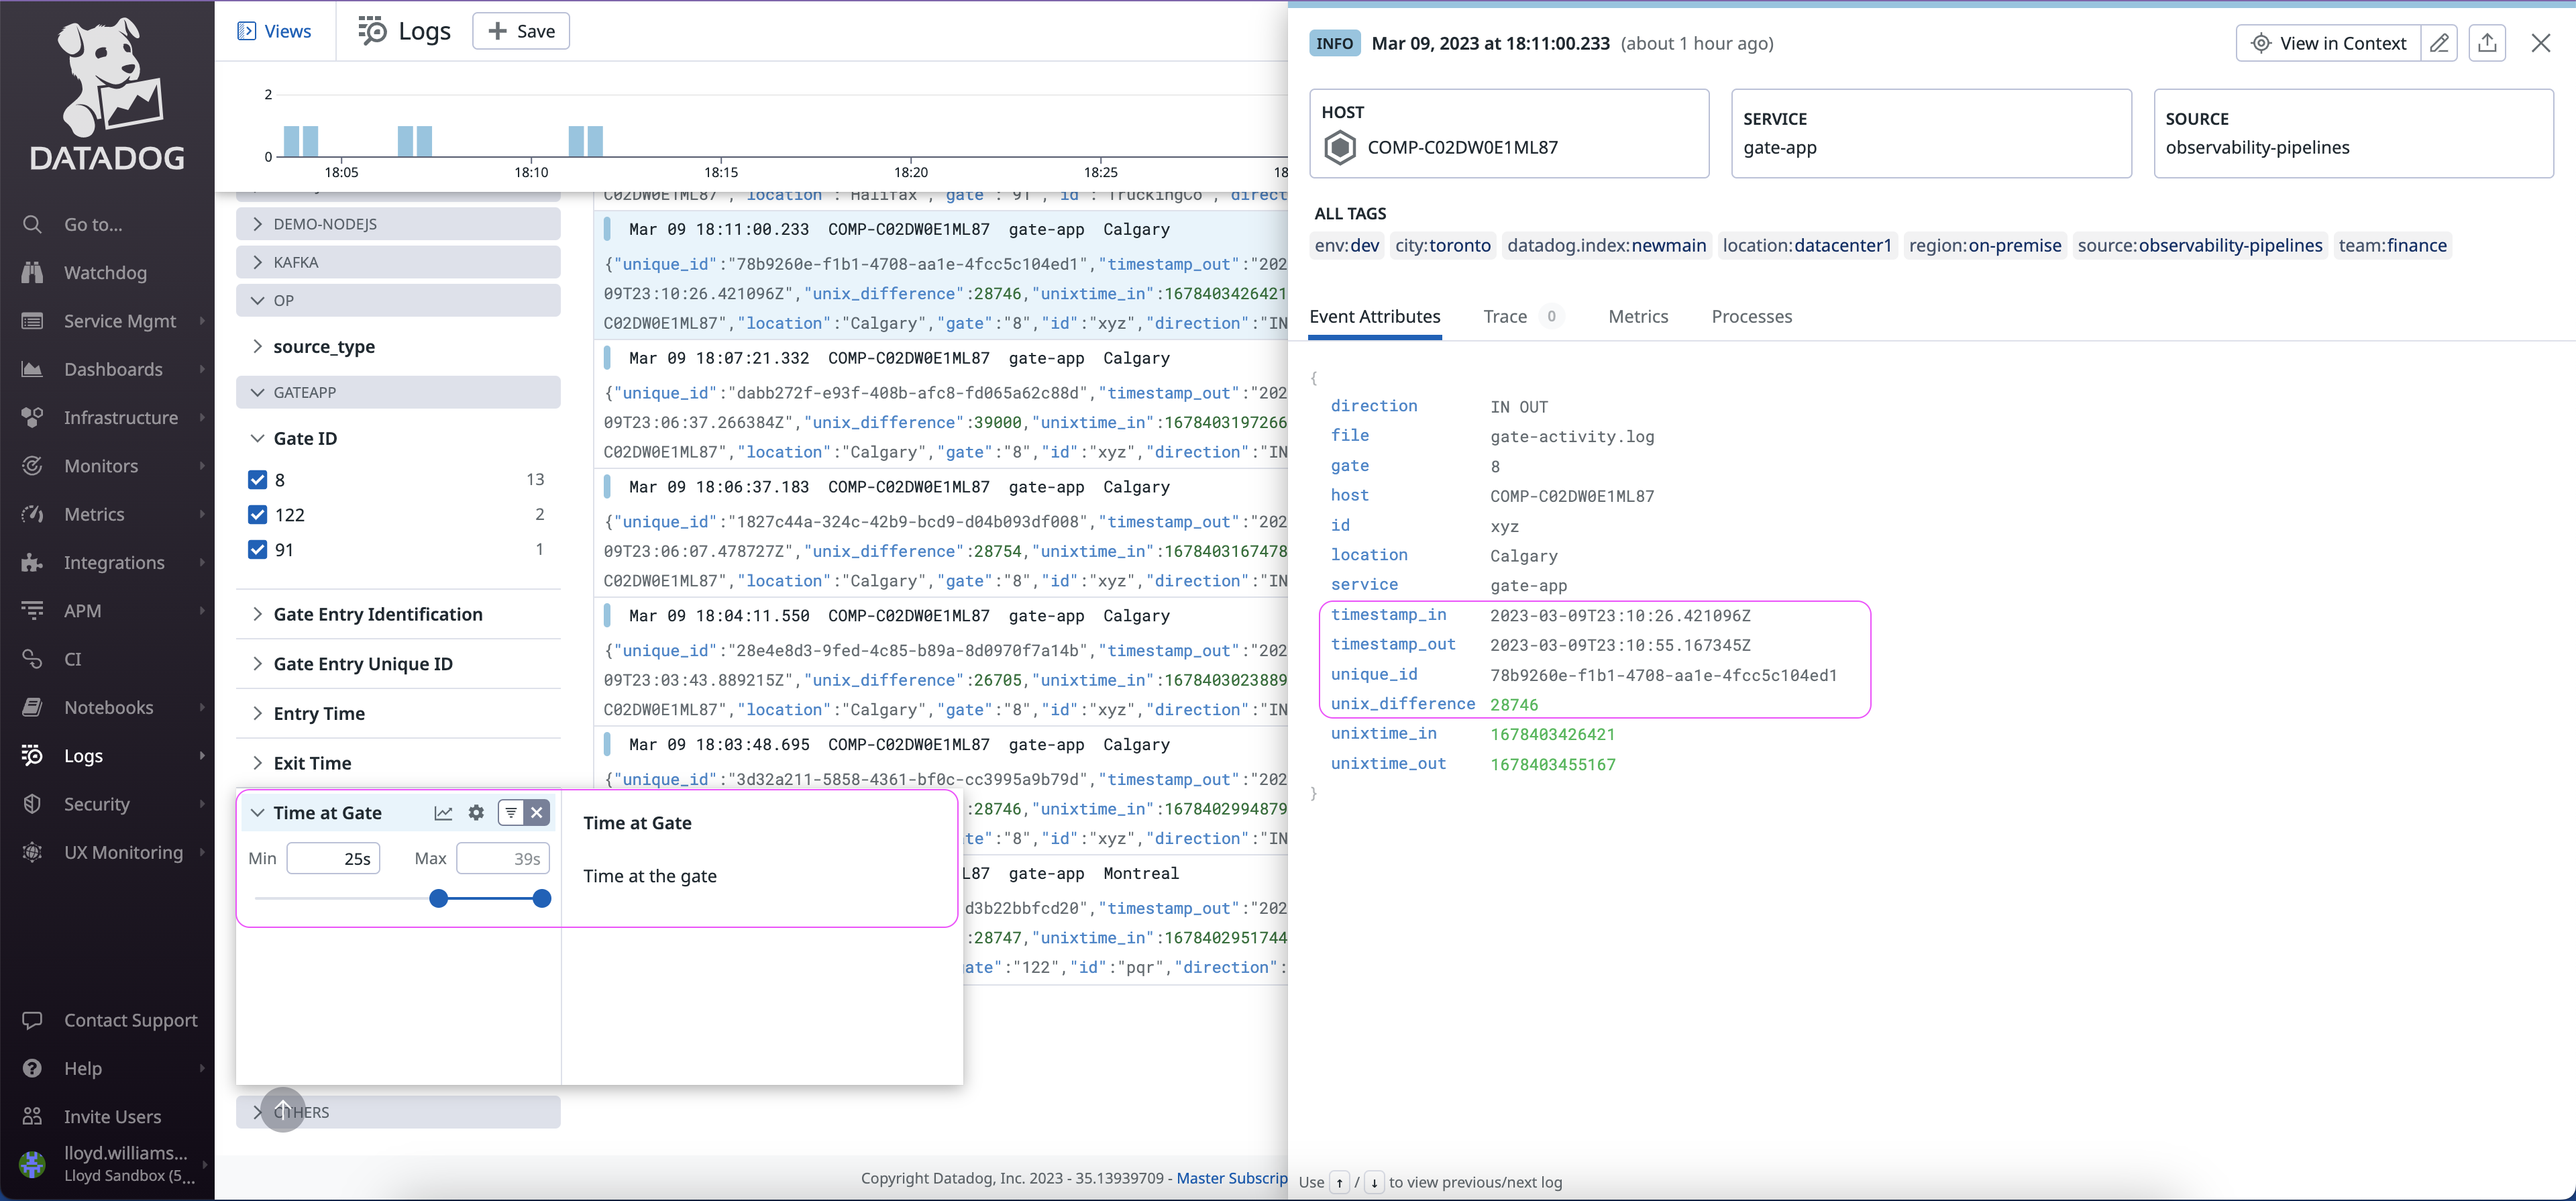 DATADOG
Go to...
Watchdog
Service Mgmt
Dashboards
Infrastructure
Monitors
Metrics
Integrations
APM
CI
Notebooks
Logs
Security
UX Monitoring
Contact Support
Help
Invite Users
lloyd.williams...
Lloyd Sandbox (5...
Views
Logs
Save
2
0
18:05
18:10
18:15
18:20
18:25
18
DEMO-NODEJS
KAFKA
OP
source_type
GATEAPP
Gate ID
8 13
122 2
91 1
Gate Entry Identification
Gate Entry Unique ID
Entry Time
Exit Time
Time at Gate
Min 25s Max 39s
Time at Gate
Time at the gate
C02DW0E1ML87","location":"Halifax","gate":"91","id":"TruckingCo","direct
Mar 09 18:11:00.233 COMP-C02DW0E1ML87 gate-app Calgary
{"unique_id":"78b9260e-f1b1-4708-aa1e-4fcc5c104ed1","timestamp_out":"202
09T23:10:26.421096Z","unix_difference":28746,"unixtime_in":1678403426421
C02DW0E1ML87","location":"Calgary","gate":"8","id":"xyz","direction":"IN
Mar 09 18:07:21.332 COMP-C02DW0E1ML87 gate-app Calgary
{"unique_id":"dabb272f-e93f-408b-afc8-fd065a62c88d","timestamp_out":"202
09T23:06:37.266384Z","unix_difference":39000,"unixtime_in":1678403197266
C02DW0E1ML87","location":"Calgary","gate":"8","id":"xyz","direction":"IN
Mar 09 18:06:37.183 COMP-C02DW0E1ML87 gate-app Calgary
{"unique_id":"1827c44a-324c-42b9-bcd9-d04b093df008","timestamp_out":"202
09T23:06:07.478727Z","unix_difference":28754,"unixtime_in":1678403167478
C02DW0E1ML87","location":"Calgary","gate":"8","id":"xyz","direction":"IN
Mar 09 18:04:11.550 COMP-C02DW0E1ML87 gate-app Calgary
{"unique_id":"28e4e8d3-9fed-4c85-b89a-8d0970f7a14b","timestamp_out":"202
09T23:03:43.889215Z","unix_difference":26705,"unixtime_in":1678403023889
C02DW0E1ML87","location":"Calgary","gate":"8","id":"xyz","direction":"IN
Mar 09 18:03:48.695 COMP-C02DW0E1ML87 gate-app Calgary
{"unique_id":"3d32a211-5858-4361-bf0c-cc3995a9b79d","timestamp_out":"202
:28746,"unixtime_in":1678402994879
te":"8","id":"xyz","direction":"IN
L87 gate-app Montreal
d3b22bbfcd20","timestamp_out":"202
:28747,"unixtime_in":1678402951744
ate":"122","id":"pqr","direction":
Copyright Datadog, Inc. 2023 - 35.13939709 - Master Subscrip
INFO Mar 09, 2023 at 18:11:00.233 (about 1 hour ago)
View in Context
HOST
COMP-C02DW0E1ML87
SERVICE
gate-app
SOURCE
observability-pipelines
ALL TAGS
env:dev city:toronto datadog.index:newmain location:datacenter1 region:on-premise source:observability-pipelines team:finance
Event Attributes Trace 0 Metrics Processes
{
direction IN OUT
file gate-activity.log
gate 8
host COMP-C02DW0E1ML87
id xyz
location Calgary
service gate-app
timestamp_in 2023-03-09T23:10:26.421096Z
timestamp_out 2023-03-09T23:10:55.167345Z
unique_id 78b9260e-f1b1-4708-aa1e-4fcc5c104ed1
unix_difference 28746
unixtime_in 1678403426421
unixtime_out 1678403455167
}
Use ↑ / ↓ to view previous/next log